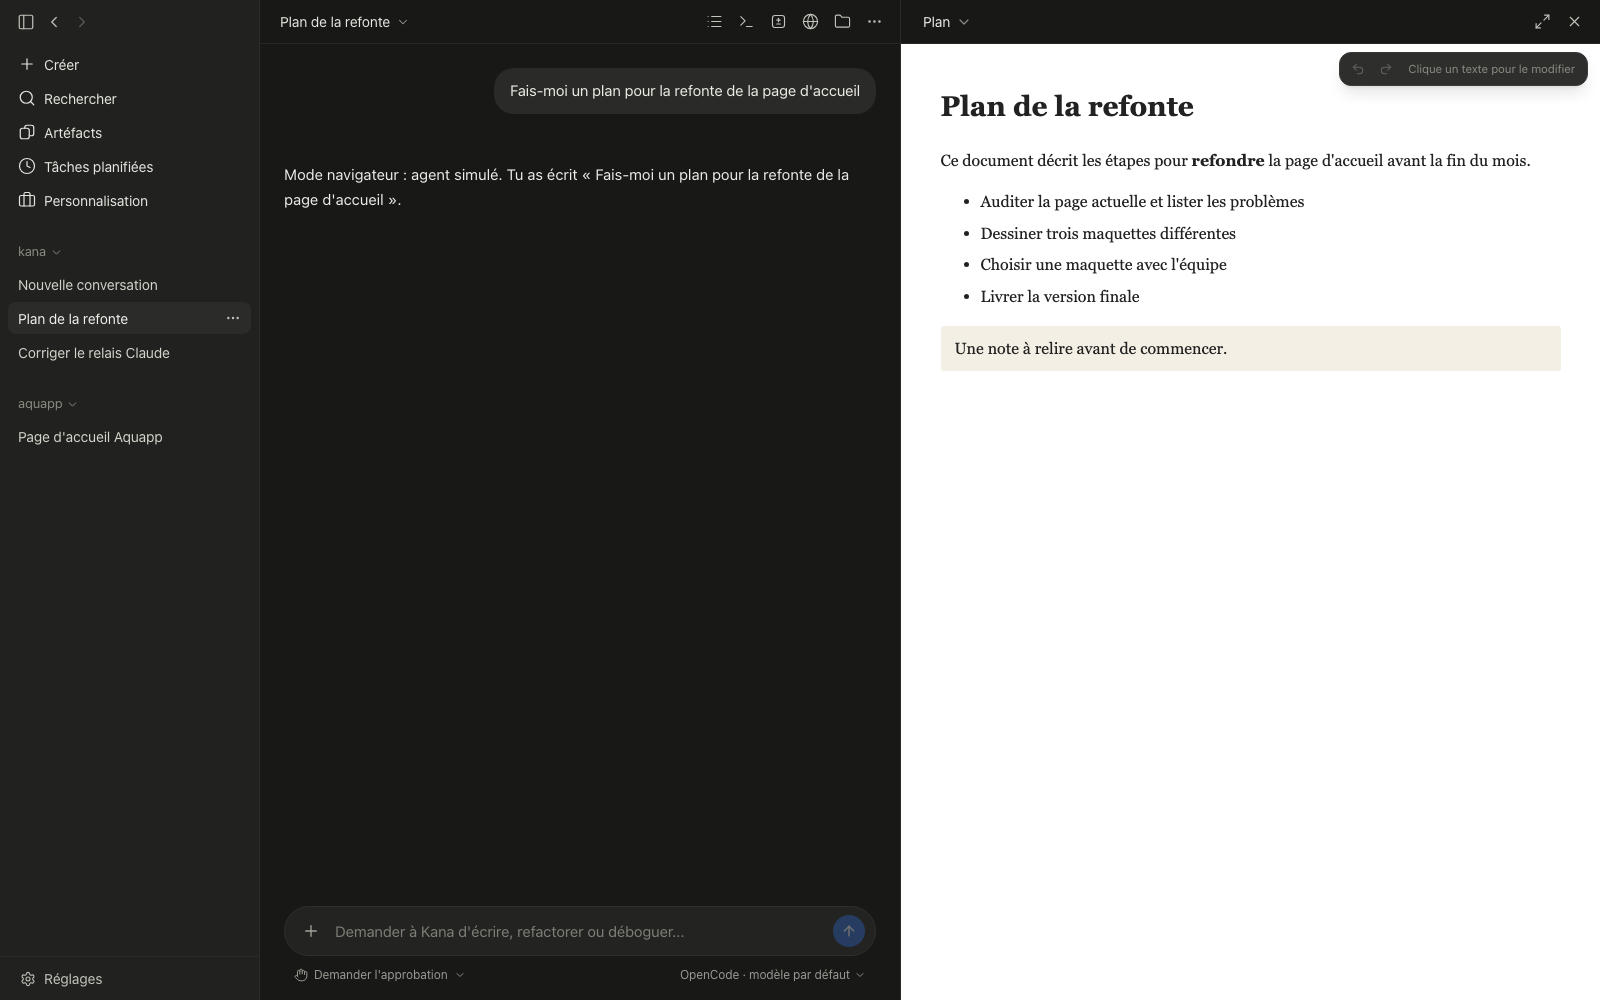 Créer
Rechercher
Artéfacts
Tâches planifiées
Personnalisation
kana
Nouvelle conversation
Plan de la refonte
Corriger le relais Claude
aquapp
Page d'accueil Aquapp
Réglages
Plan de la refonte
Fais-moi un plan pour la refonte de la page d'accueil
Mode navigateur : agent simulé. Tu as écrit « Fais-moi un plan pour la refonte de la
page d'accueil ».
Demander à Kana d'écrire, refactorer ou déboguer...
Demander l'approbation
OpenCode · modèle par défaut
Plan
Clique un texte pour le modifier
Plan de la refonte
Ce document décrit les étapes pour refondre la page d'accueil avant la fin du mois.
• Auditer la page actuelle et lister les problèmes
• Dessiner trois maquettes différentes
• Choisir une maquette avec l'équipe
• Livrer la version finale
Une note à relire avant de commencer.